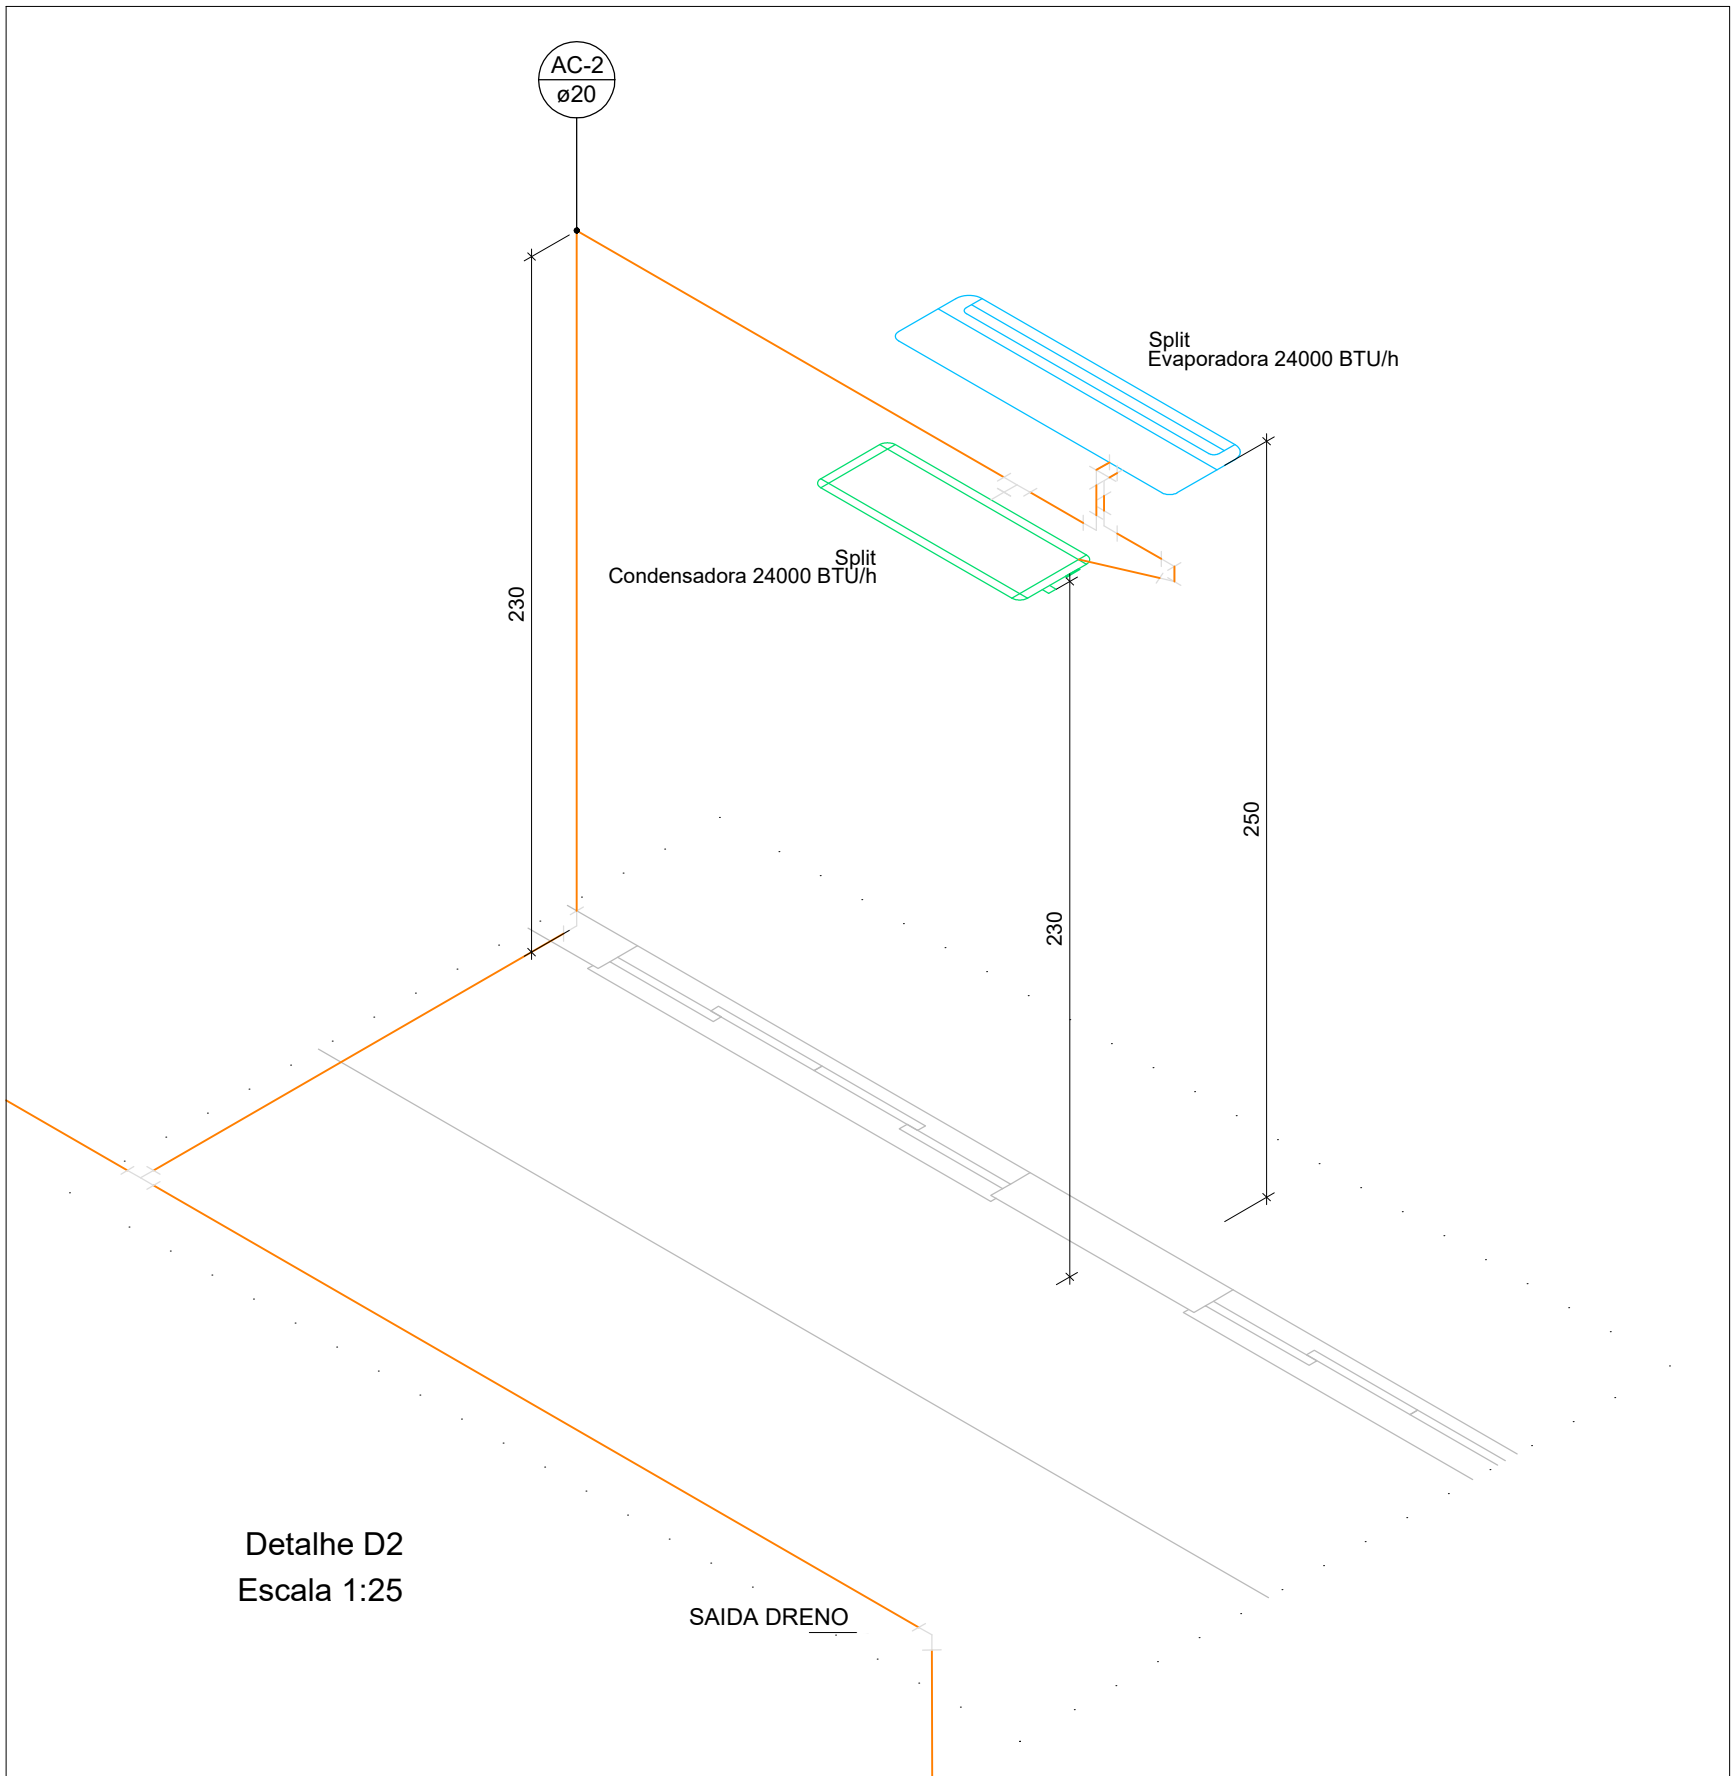 AC-2
ø20
Split
Evaporadora 24000 BTU/h
Split
Condensadora 24000 BTU/h
230
250
230
Detalhe D2
Escala 1:25
SAIDA DRENO